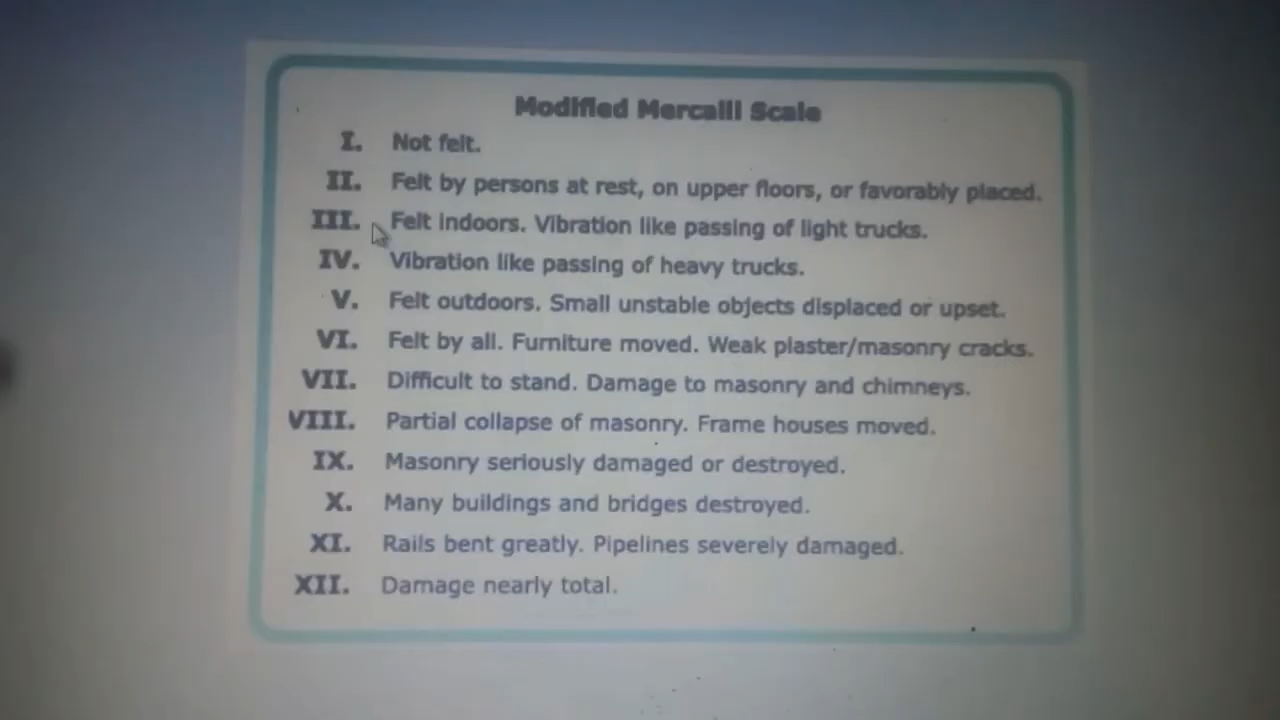 Modified Mercalli Scale
I. Not felt.
II. Felt by persons at rest, on upper floors, or favorably placed.
III. Felt indoors. Vibration like passing of light trucks.
IV. Vibration like passing of heavy trucks.
V. Felt outdoors. Small unstable objects displaced or upset.
VI. Felt by all. Furniture moved. Weak plaster/masonry cracks.
VII. Difficult to stand. Damage to masonry and chimneys.
VIII. Partial collapse of masonry. Frame houses moved.
IX. Masonry seriously damaged or destroyed.
X. Many buildings and bridges destroyed.
XI. Rails bent greatly. Pipelines severely damaged.
XII. Damage nearly total.